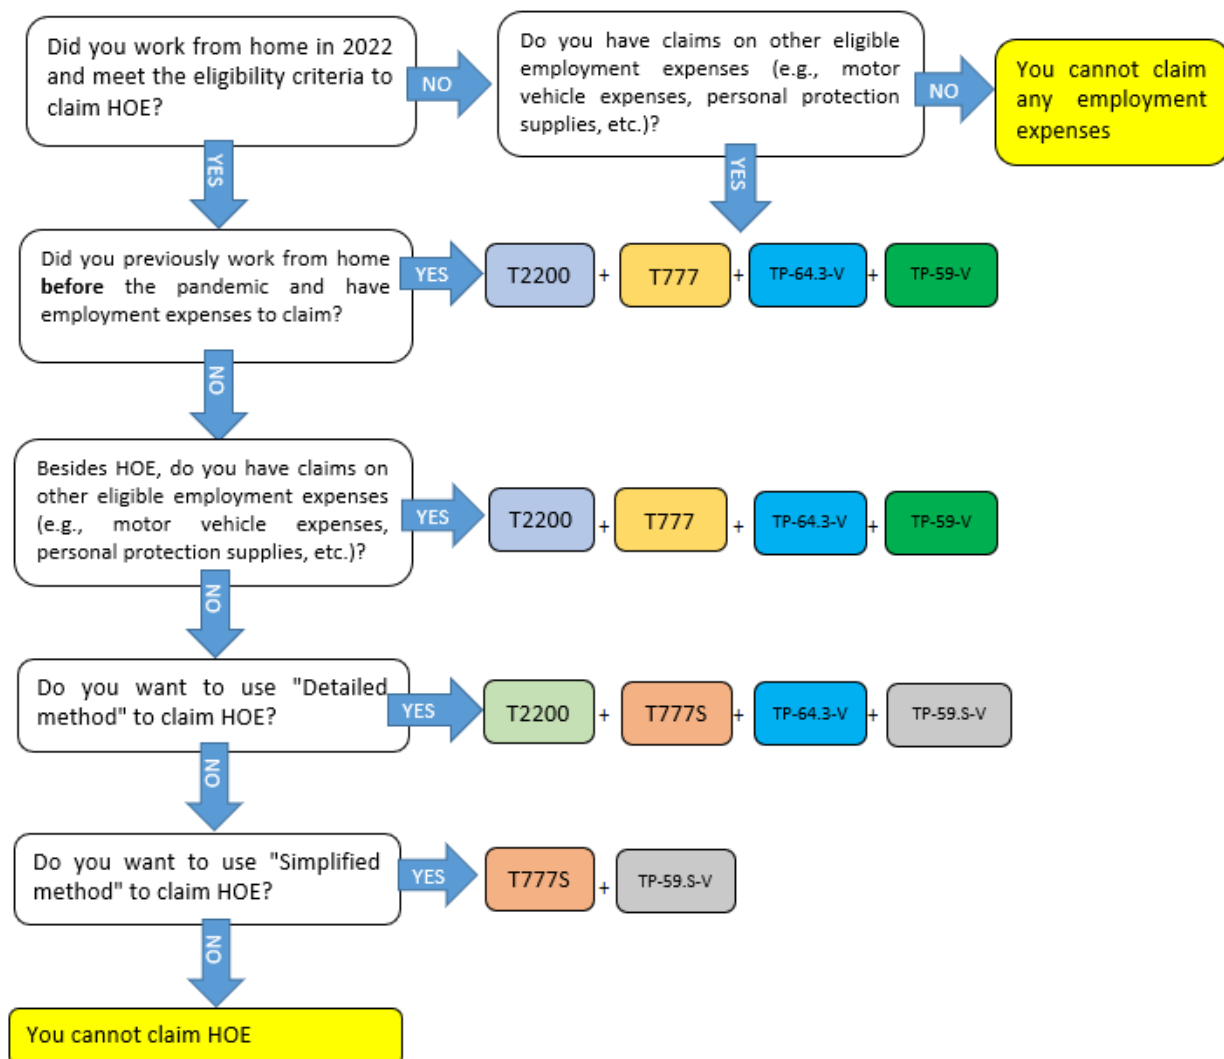 Did you work from home in 2022
and meet the eligibility criteria to
claim HOE?
NO
Do you have claims on other eligible
employment expenses (e.g., motor
vehicle expenses, personal protection
supplies, etc.)?
NO
You cannot claim
any employment
expenses
YES
YES
Did you previously work from home
before the pandemic and have
employment expenses to claim?
YES
T2200 + T777 + TP-64.3-V + TP-59-V
NO
Besides HOE, do you have claims on
other eligible employment expenses
(e.g., motor vehicle expenses,
personal protection supplies, etc.)?
YES
T2200 + T777 + TP-64.3-V + TP-59-V
NO
Do you want to use "Detailed
method" to claim HOE?
YES
T2200 + T777S + TP-64.3-V + TP-59.S-V
NO
Do you want to use "Simplified
method" to claim HOE?
YES
T777S + TP-59.S-V
NO
You cannot claim HOE